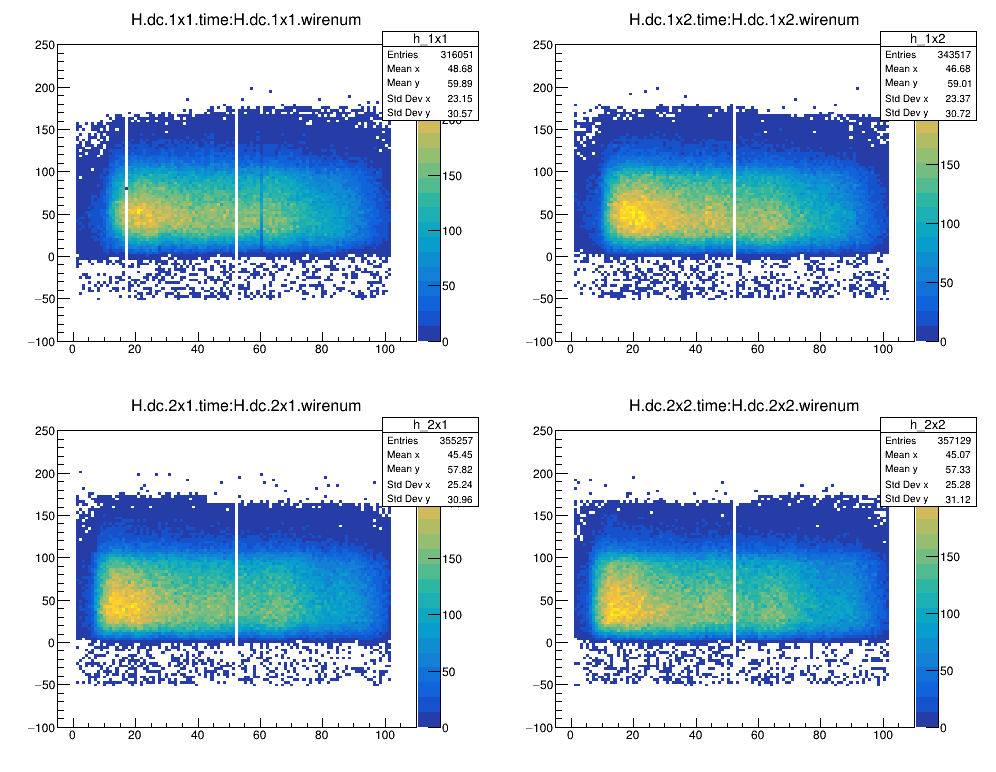 H.dc.1x1.time:H.dc.1x1.wirenum
h_1x1
Entries 316051
Mean x 48.68
Mean y 59.89
Std Dev x 23.15
Std Dev y 30.57
250
200
150
100
50
0
−50
−100
0 20 40 60 80 100
150
100
50
0
H.dc.1x2.time:H.dc.1x2.wirenum
h_1x2
Entries 343517
Mean x 46.68
Mean y 59.01
Std Dev x 23.37
Std Dev y 30.72
250
200
150
100
50
0
−50
−100
0 20 40 60 80 100
150
100
50
0
H.dc.2x1.time:H.dc.2x1.wirenum
h_2x1
Entries 355257
Mean x 45.45
Mean y 57.82
Std Dev x 25.24
Std Dev y 30.96
250
200
150
100
50
0
−50
−100
0 20 40 60 80 100
150
100
50
0
H.dc.2x2.time:H.dc.2x2.wirenum
h_2x2
Entries 357129
Mean x 45.07
Mean y 57.33
Std Dev x 25.28
Std Dev y 31.12
250
200
150
100
50
0
−50
−100
0 20 40 60 80 100
150
100
50
0